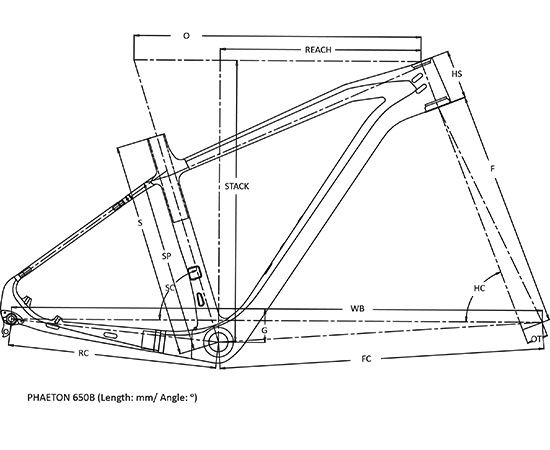 O
REACH
HS
STACK
S
F
SP
SC
HC
WB
G
OT
RC
FC
PHAETON 650B (Length: mm/ Angle: º)